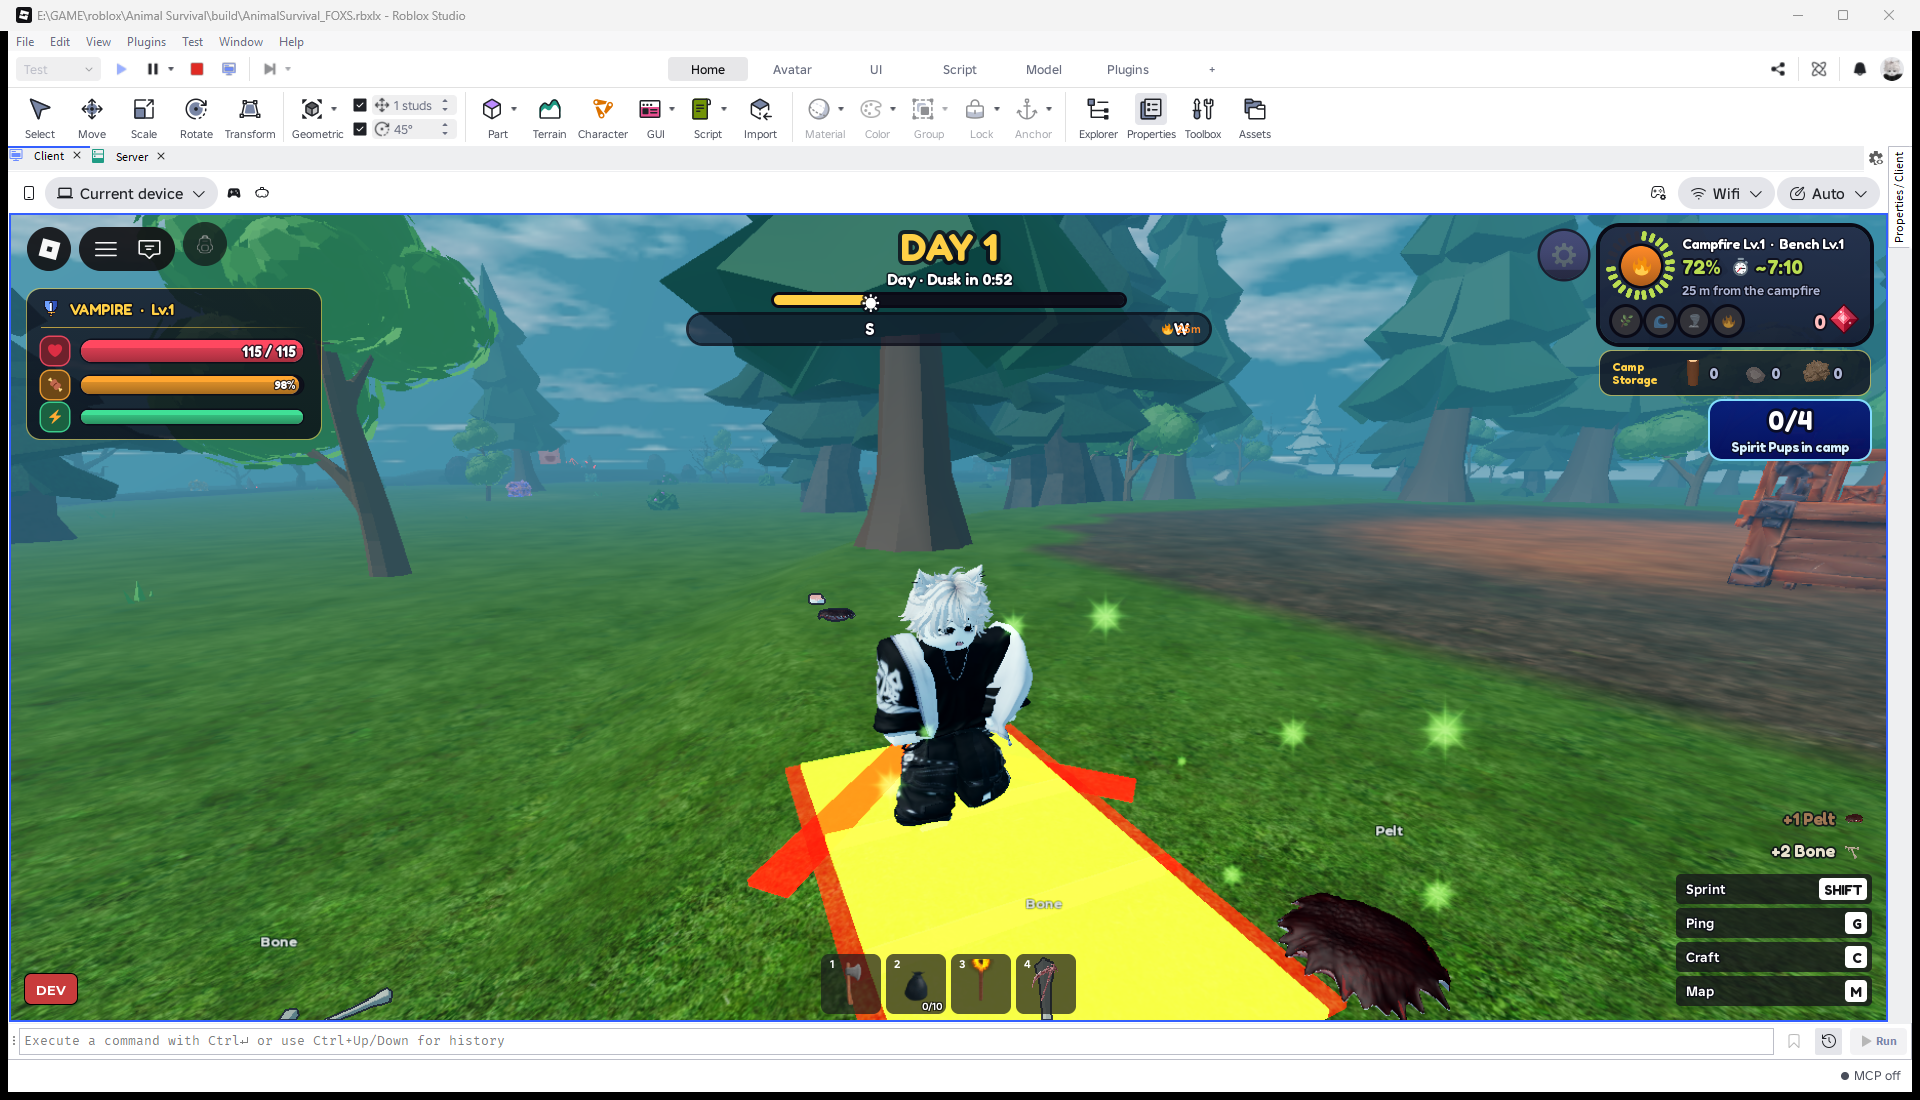 E:\GAME\roblox\Animal Survival\build\AnimalSurvival_FOXS.rbxlx - Roblox Studio
File Edit View Plugins Test Window Help
Test
Home Avatar UI Script Model Plugins +
1 studs
45°
Select Move Scale Rotate Transform Geometric Part Terrain Character GUI Script Import Material Color Group Lock Anchor Explorer Properties Toolbox Assets
Client Server
Properties / Client
Current device Wifi Auto
DAY 1
Day · Dusk in 0:52
S W
VAMPIRE · Lv.1
115 / 115
98%
Campfire Lv.1 · Bench Lv.1
72% ~7:10
25 m from the campfire
0
Camp Storage 0 0 0
0/4
Spirit Pups in camp
Pelt
Bone
Bone
+1 Pelt
+2 Bone
Sprint SHIFT
Ping G
Craft C
Map M
DEV
1 2 3 4
0/10
Execute a command with Ctrl↵ or use Ctrl+Up/Down for history
Run
MCP off